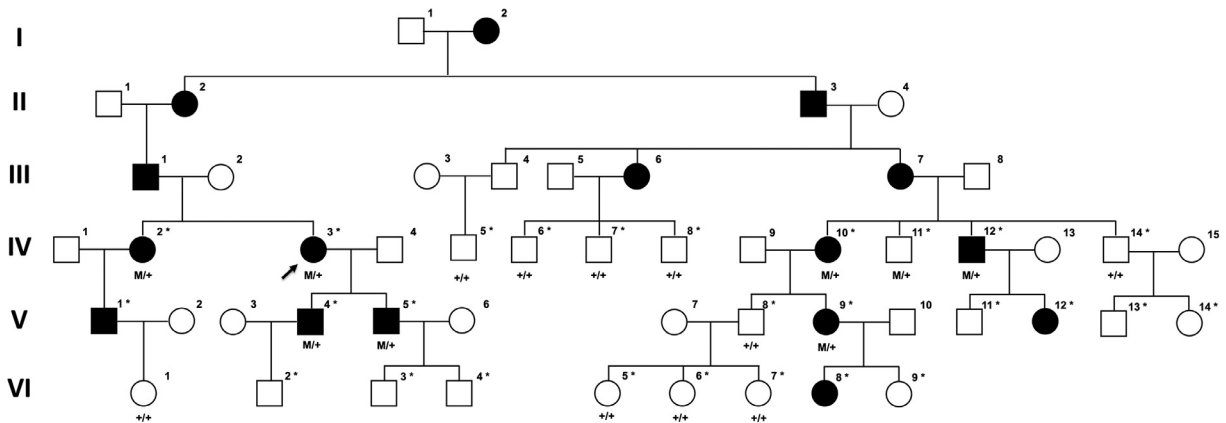 I 1 2
II 1 2 3 4
III 1 2 3 4 5 6 7 8
IV 1 2 * 3 * 4 5 * 6 * 7 * 8 * 9 10 * 11 * 12 * 13 14 * 15
M/+ M/+ +/+ +/+ +/+ +/+ M/+ M/+ M/+ +/+
V 1 * 2 3 4 * 5 * 6 7 8 * 9 * 10 11 * 12 * 13 * 14 *
M/+ M/+ +/+ M/+
VI 1 2 * 3 * 4 * 5 * 6 * 7 * 8 * 9 *
+/+ +/+ +/+ +/+